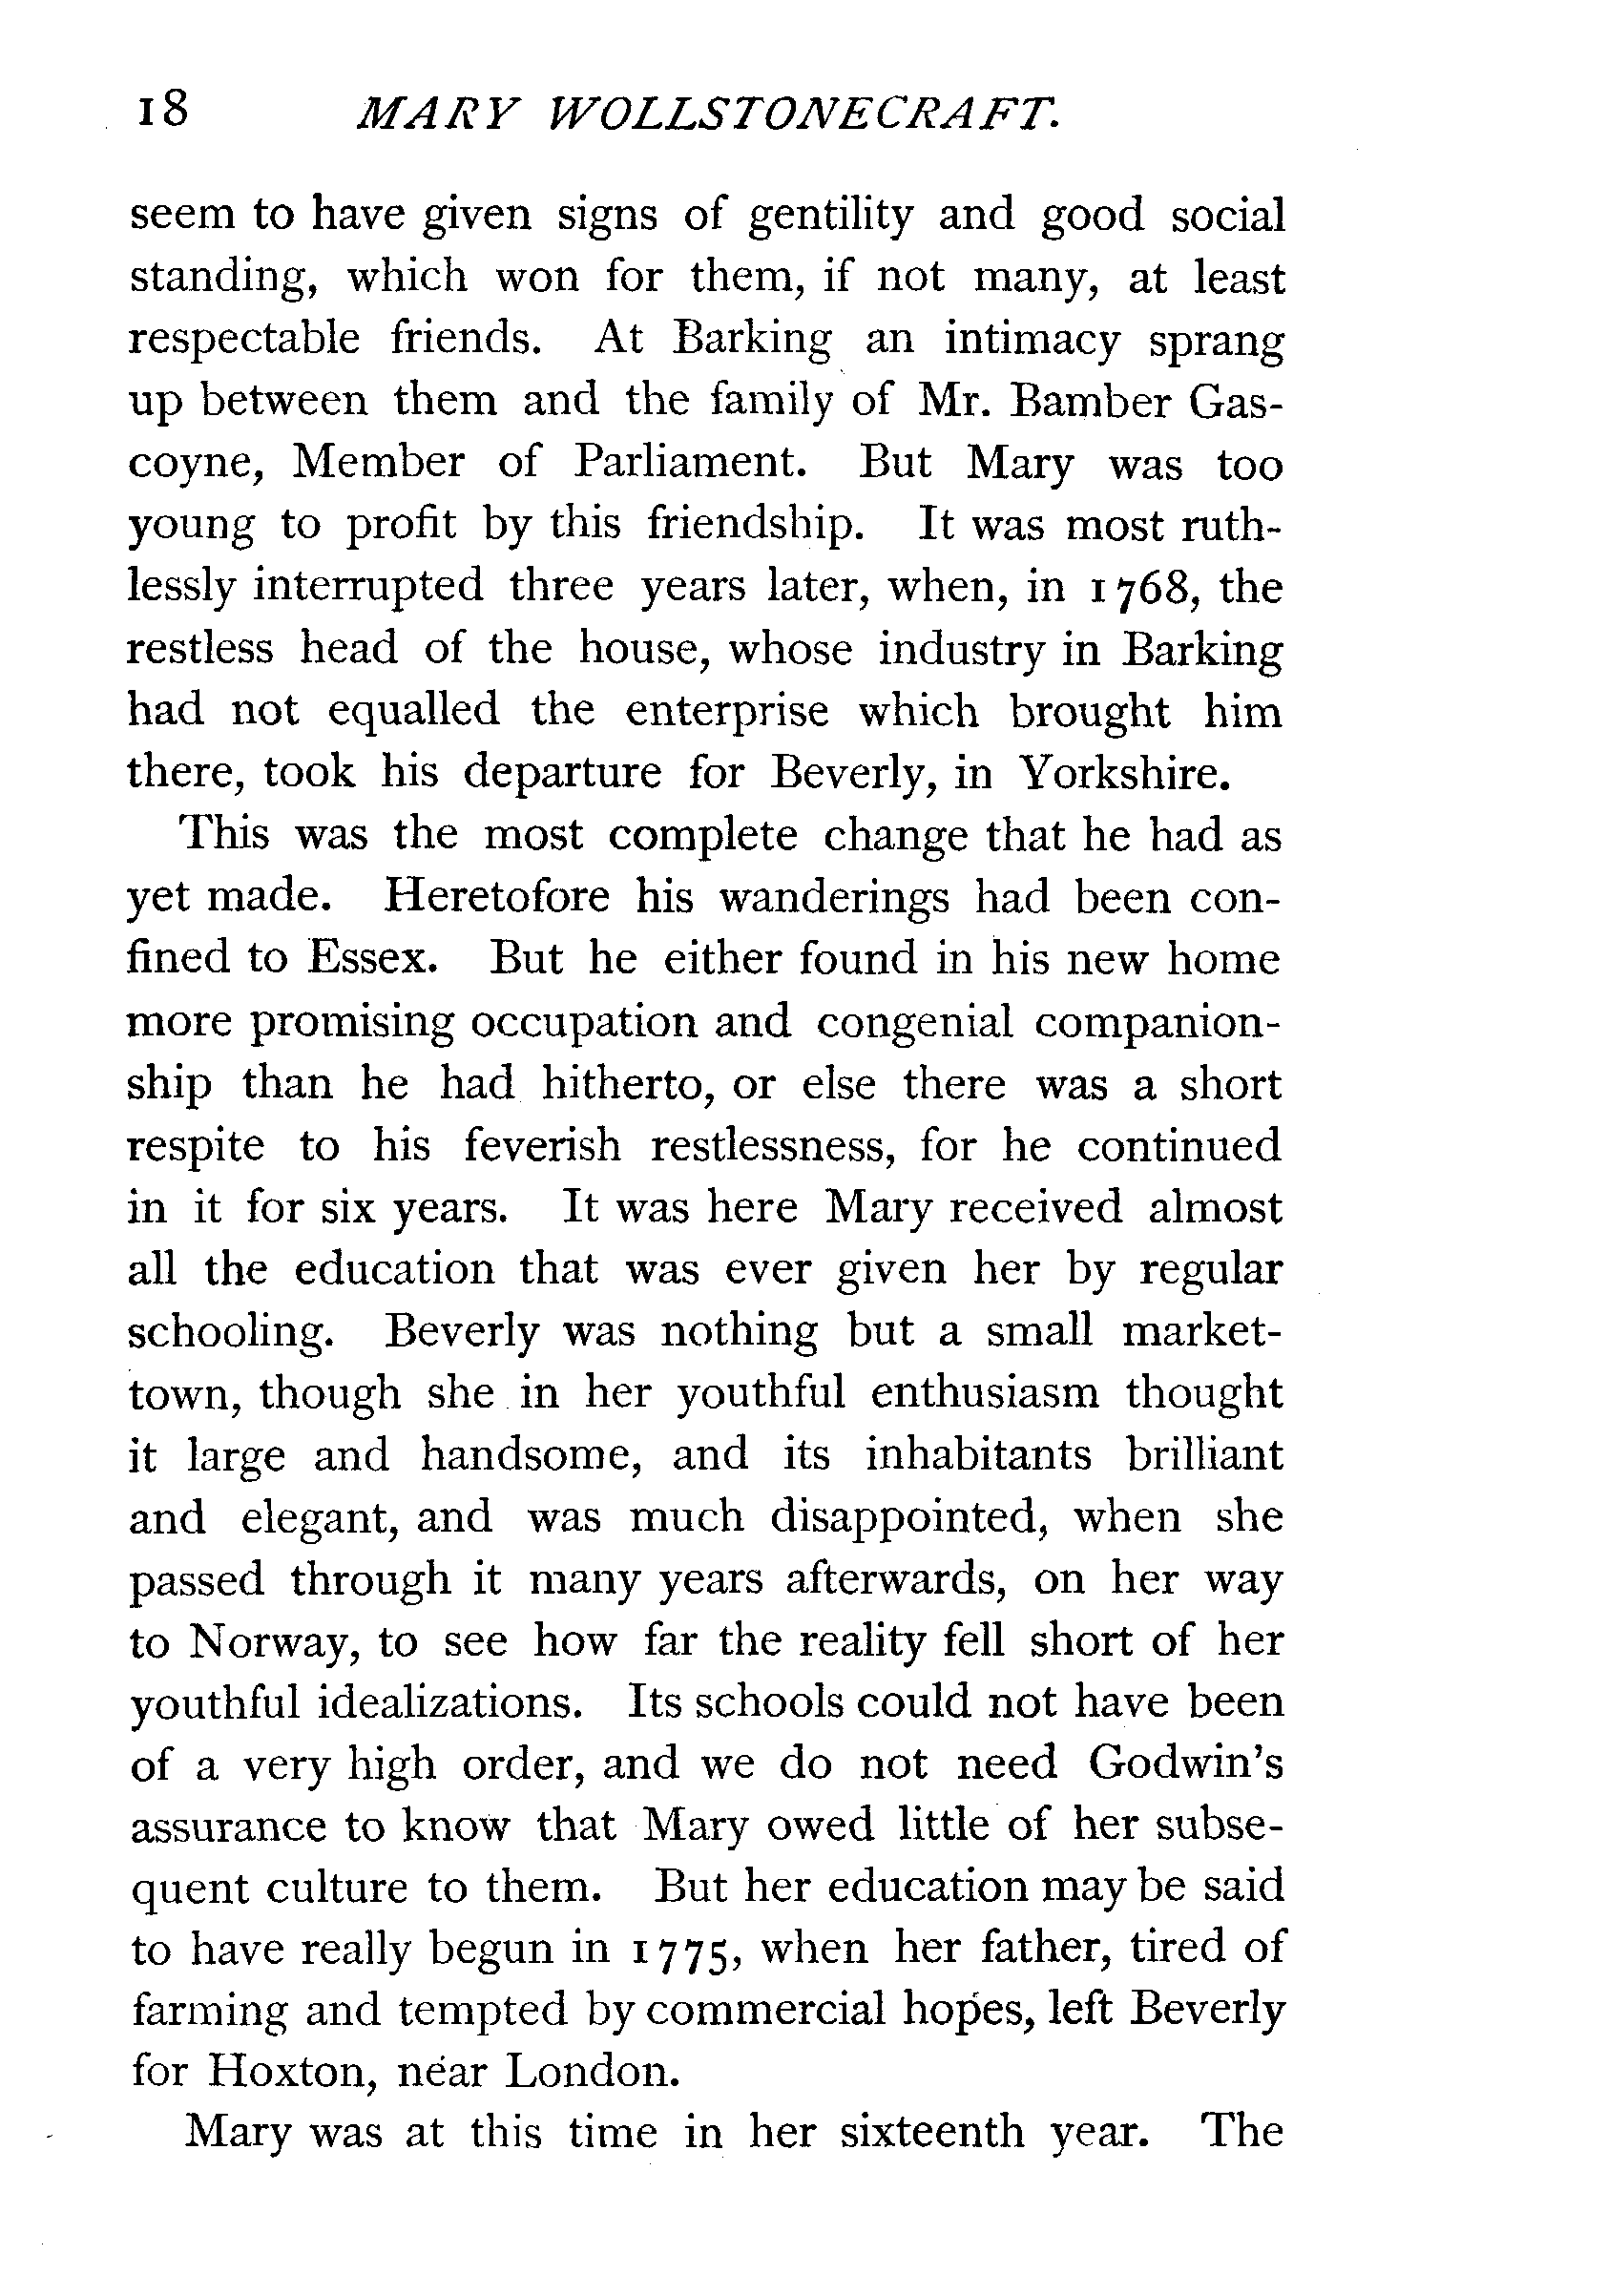 18 MARY WOLLSTONECRAFT.
seem to have given signs of gentility and good social
standing, which won for them, if not many, at least
respectable friends. At Barking an intimacy sprang
up between them and the family of Mr. Bamber Gas-
coyne, Member of Parliament. But Mary was too
young to profit by this friendship. It was most ruth-
lessly interrupted three years later, when, in 1768, the
restless head of the house, whose industry in Barking
had not equalled the enterprise which brought him
there, took his departure for Beverly, in Yorkshire.
This was the most complete change that he had as
yet made. Heretofore his wanderings had been con-
fined to Essex. But he either found in his new home
more promising occupation and congenial companion-
ship than he had hitherto, or else there was a short
respite to his feverish restlessness, for he continued
in it for six years. It was here Mary received almost
all the education that was ever given her by regular
schooling. Beverly was nothing but a small market-
town, though she in her youthful enthusiasm thought
it large and handsome, and its inhabitants brilliant
and elegant, and was much disappointed, when she
passed through it many years afterwards, on her way
to Norway, to see how far the reality fell short of her
youthful idealizations. Its schools could not have been
of a very high order, and we do not need Godwin's
assurance to know that Mary owed little of her subse-
quent culture to them. But her education may be said
to have really begun in 1775, when her father, tired of
farming and tempted by commercial hopes, left Beverly
for Hoxton, near London.
Mary was at this time in her sixteenth year. The